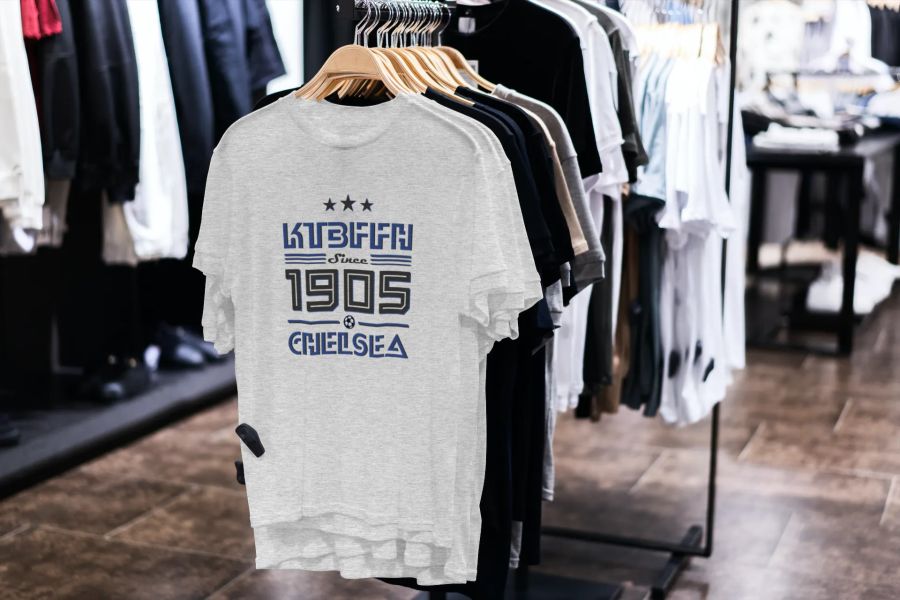 KTBFFH
Since
1905
CHELSEA